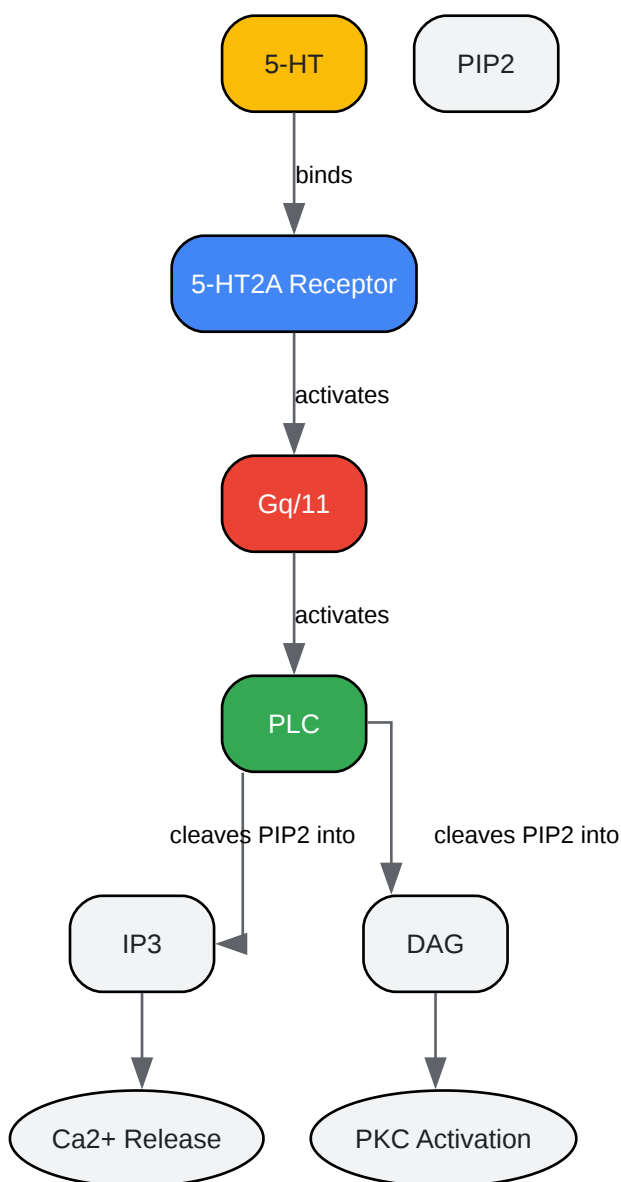 5-HT
PIP2
binds
5-HT2A Receptor
activates
Gq/11
activates
PLC
cleaves PIP2 into
cleaves PIP2 into
IP3
DAG
Ca2+ Release
PKC Activation